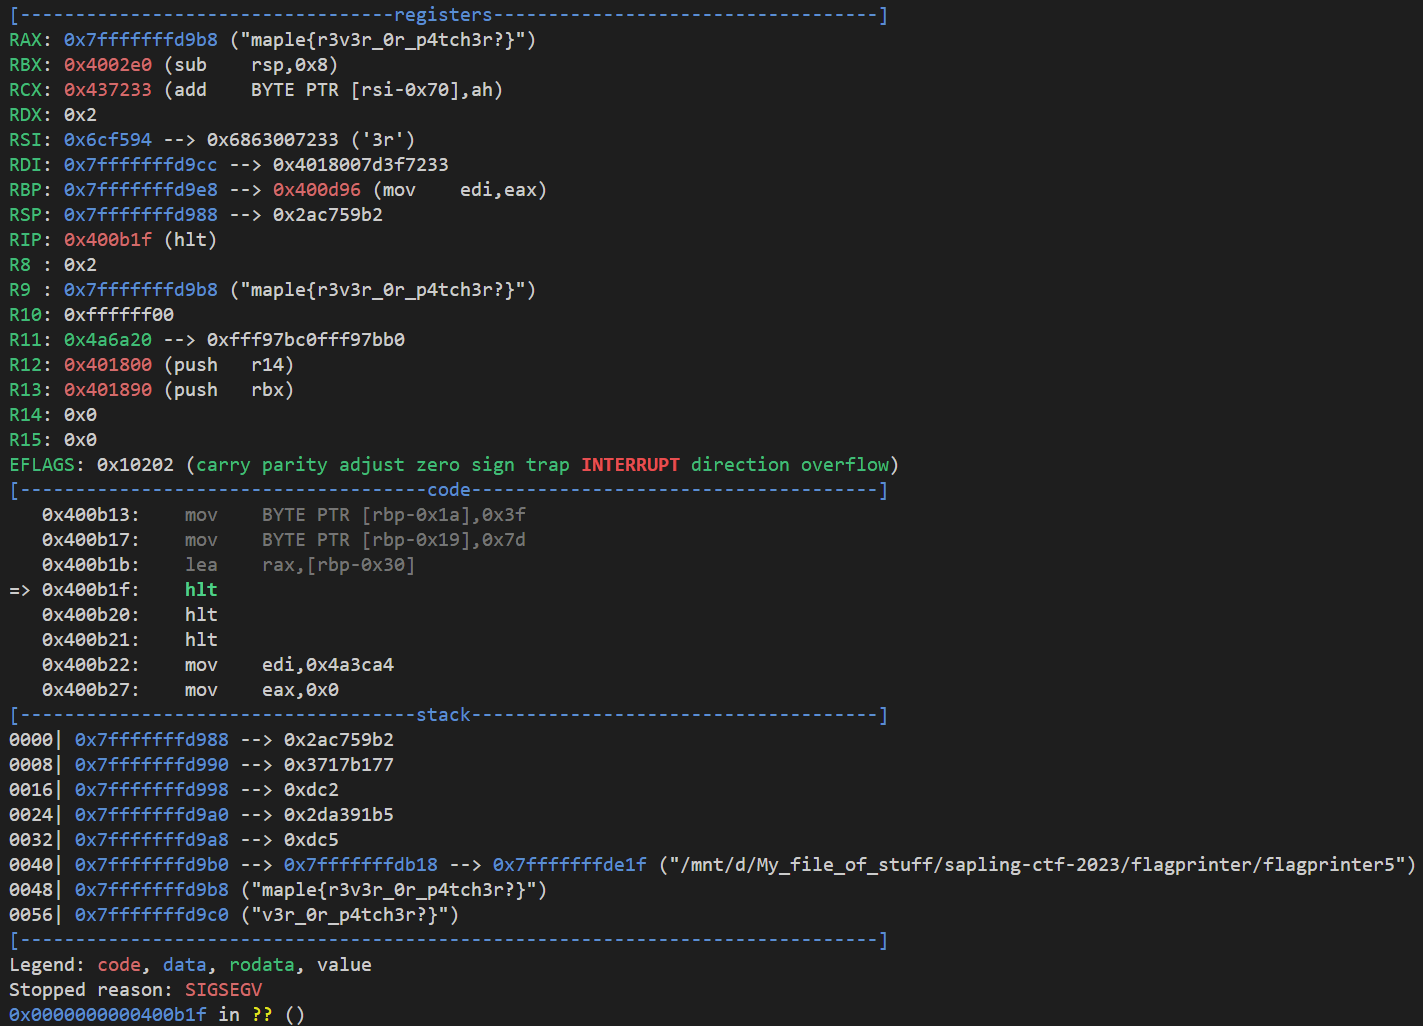 [----------------------------------registers-----------------------------------]
RAX: 0x7fffffffd9b8 ("maple{r3v3r_0r_p4tch3r?}")
RBX: 0x4002e0 (sub    rsp,0x8)
RCX: 0x437233 (add    BYTE PTR [rsi-0x70],ah)
RDX: 0x2
RSI: 0x6cf594 --> 0x6863007233 ('3r')
RDI: 0x7fffffffd9cc --> 0x4018007d3f7233
RBP: 0x7fffffffd9e8 --> 0x400d96 (mov    edi,eax)
RSP: 0x7fffffffd988 --> 0x2ac759b2
RIP: 0x400b1f (hlt)
R8 : 0x2
R9 : 0x7fffffffd9b8 ("maple{r3v3r_0r_p4tch3r?}")
R10: 0xffffff00
R11: 0x4a6a20 --> 0xfff97bc0fff97bb0
R12: 0x401800 (push   r14)
R13: 0x401890 (push   rbx)
R14: 0x0
R15: 0x0
EFLAGS: 0x10202 (carry parity adjust zero sign trap INTERRUPT direction overflow)
[-------------------------------------code-------------------------------------]
   0x400b13:    mov    BYTE PTR [rbp-0x1a],0x3f
   0x400b17:    mov    BYTE PTR [rbp-0x19],0x7d
   0x400b1b:    lea    rax,[rbp-0x30]
=> 0x400b1f:    hlt
   0x400b20:    hlt
   0x400b21:    hlt
   0x400b22:    mov    edi,0x4a3ca4
   0x400b27:    mov    eax,0x0
[------------------------------------stack-------------------------------------]
0000| 0x7fffffffd988 --> 0x2ac759b2
0008| 0x7fffffffd990 --> 0x3717b177
0016| 0x7fffffffd998 --> 0xdc2
0024| 0x7fffffffd9a0 --> 0x2da391b5
0032| 0x7fffffffd9a8 --> 0xdc5
0040| 0x7fffffffd9b0 --> 0x7fffffffdb18 --> 0x7fffffffde1f ("/mnt/d/My_file_of_stuff/sapling-ctf-2023/flagprinter/flagprinter5")
0048| 0x7fffffffd9b8 ("maple{r3v3r_0r_p4tch3r?}")
0056| 0x7fffffffd9c0 ("v3r_0r_p4tch3r?}")
[------------------------------------------------------------------------------]
Legend: code, data, rodata, value
Stopped reason: SIGSEGV
0x0000000000400b1f in ?? ()